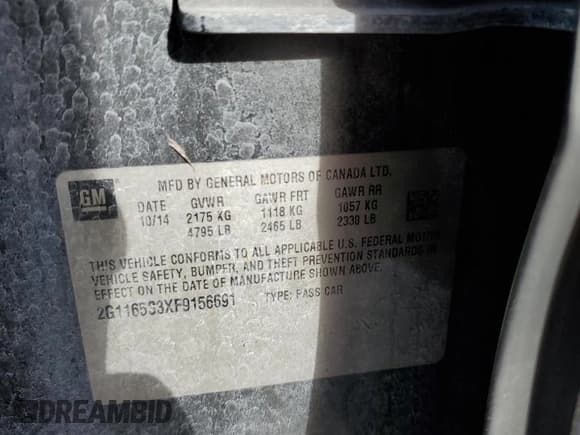 MFD BY GENERAL MOTORS OF CANADA LTD.
GM DATE GVWR GAWR FRT GAWR RR
10/14 2175 KG 1118 KG 1057 KG
4795 LB 2465 LB 2330 LB
THIS VEHICLE CONFORMS TO ALL APPLICABLE U.S. FEDERAL MOTOR
VEHICLE SAFETY, BUMPER, AND THEFT PREVENTION STANDARDS IN
EFFECT ON THE DATE OF MANUFACTURE SHOWN ABOVE.
2G1165S3XF9156691 TYPE: PASS CAR
DREAMBID